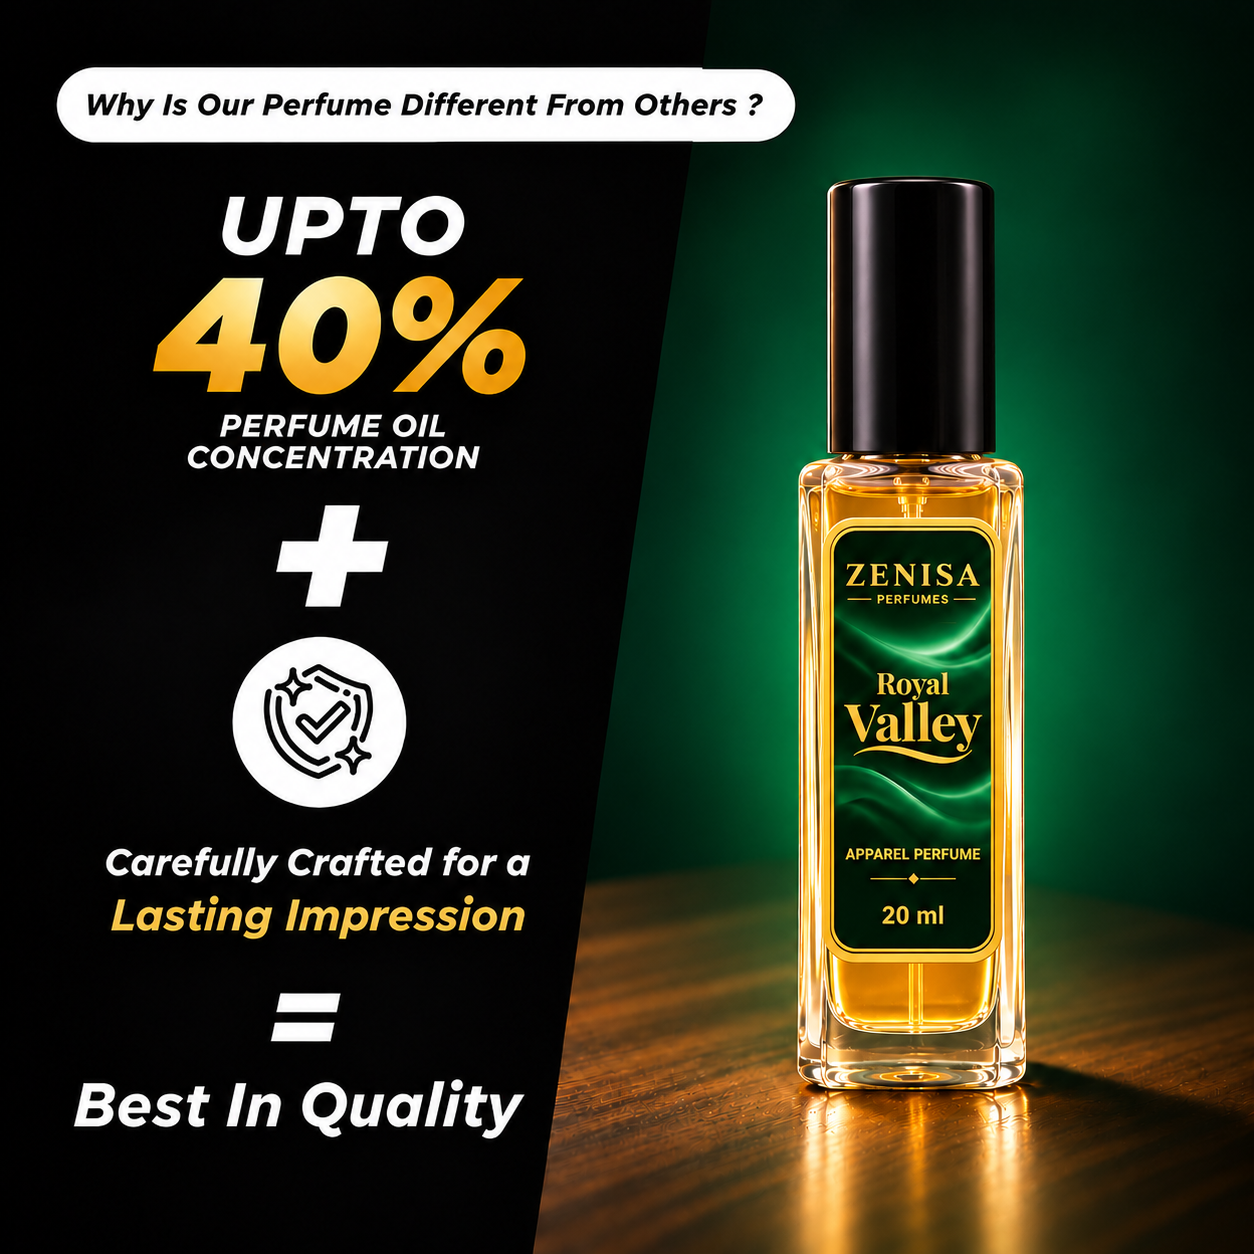 Why Is Our Perfume Different From Others ?
UPTO
40%
PERFUME OIL
CONCENTRATION
+
Carefully Crafted for a
Lasting Impression
=
Best In Quality
ZENISA
PERFUMES
Royal
Valley
APPAREL PERFUME
20 ml